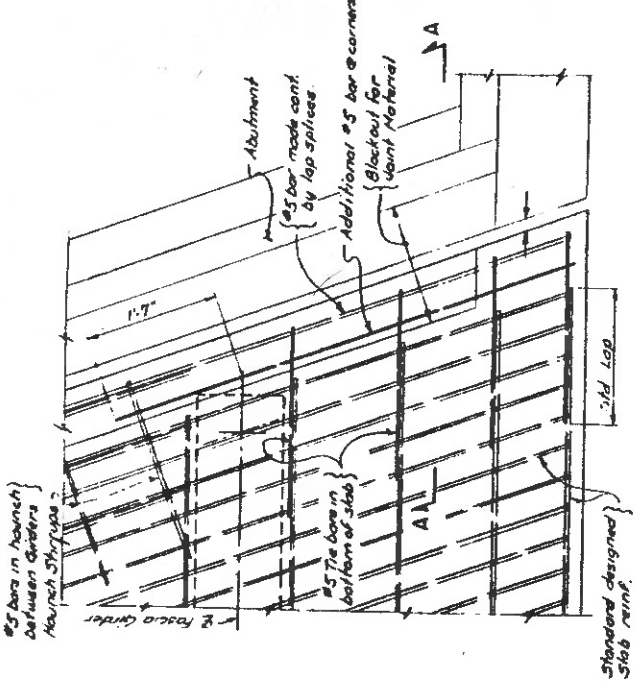 #5 bars in haunch
between Girders
Haunch Stirrups
1'-7"
Abutment
#5 bar made cont.
by lap splices.
Additional #5 bar @ corners
Blockout for
Joint Material
A
℄ Fascia Girder
#5 Tie bars in
bottom of slab
A
Std Lap
Standard designed
Slab reinf.